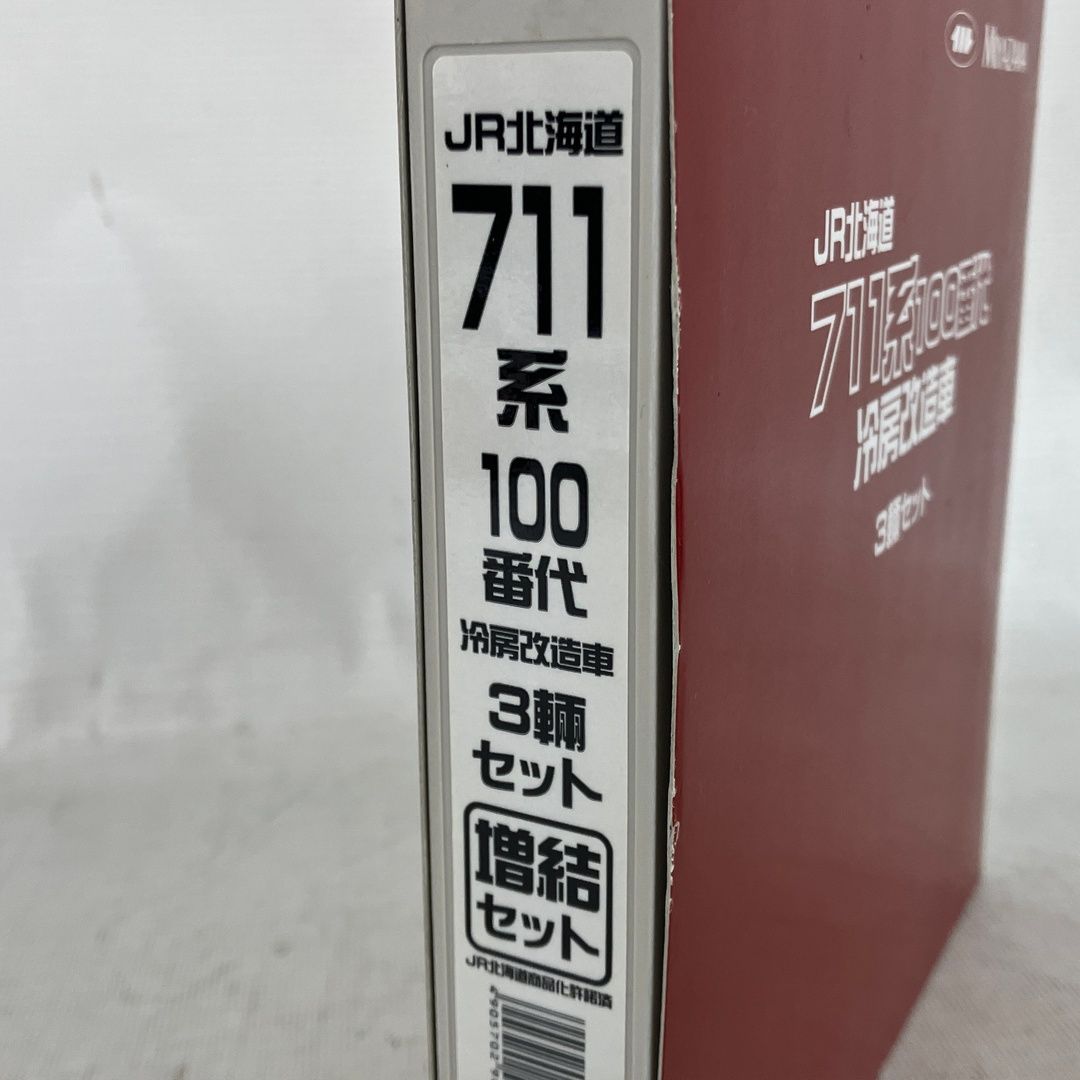 JR北海道
711
系
100
番代
冷房改造車
3輛
セット
増結
セット
JR北海道商品化許諾済
JR北海道
711系100番代
冷房改造車
3輛セット